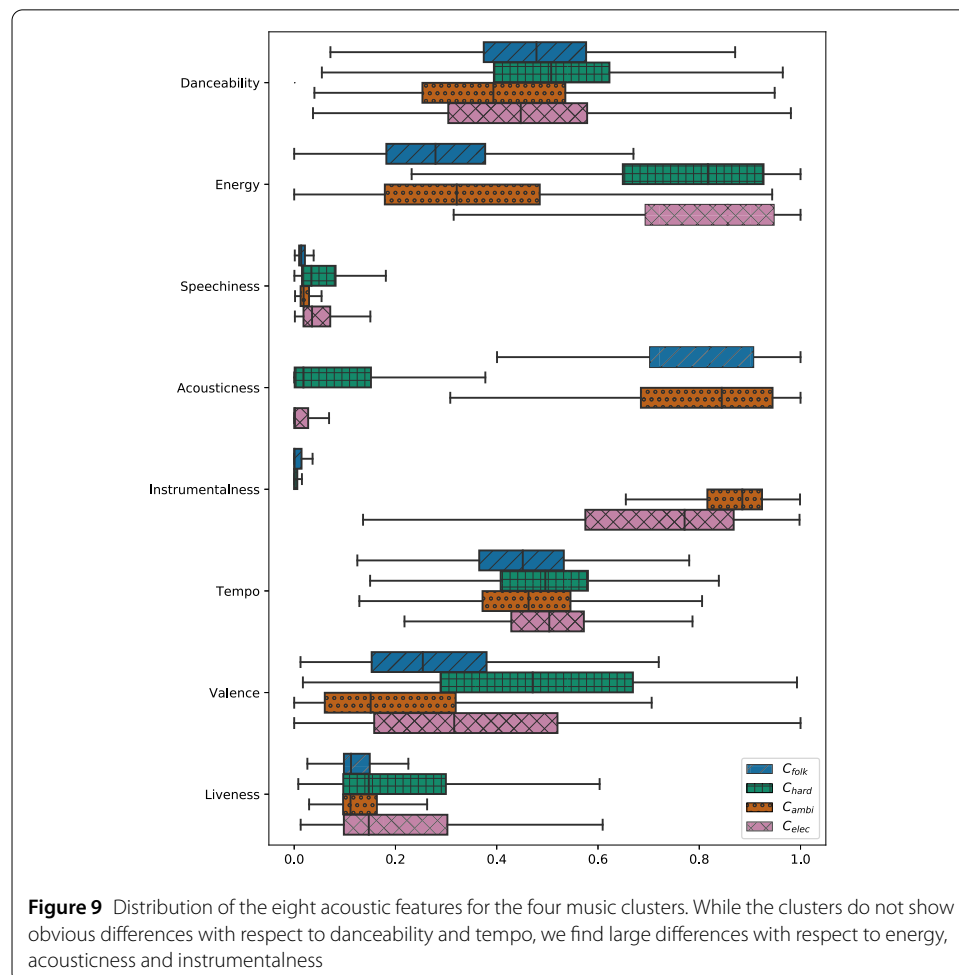 Danceability
Energy
Speechiness
Acousticness
Instrumentalness
Tempo
Valence
Liveness
C_folk
C_hard
C_ambi
C_elec
0.0 0.2 0.4 0.6 0.8 1.0
Figure 9 Distribution of the eight acoustic features for the four music clusters. While the clusters do not show
obvious differences with respect to danceability and tempo, we find large differences with respect to energy,
acousticness and instrumentalness